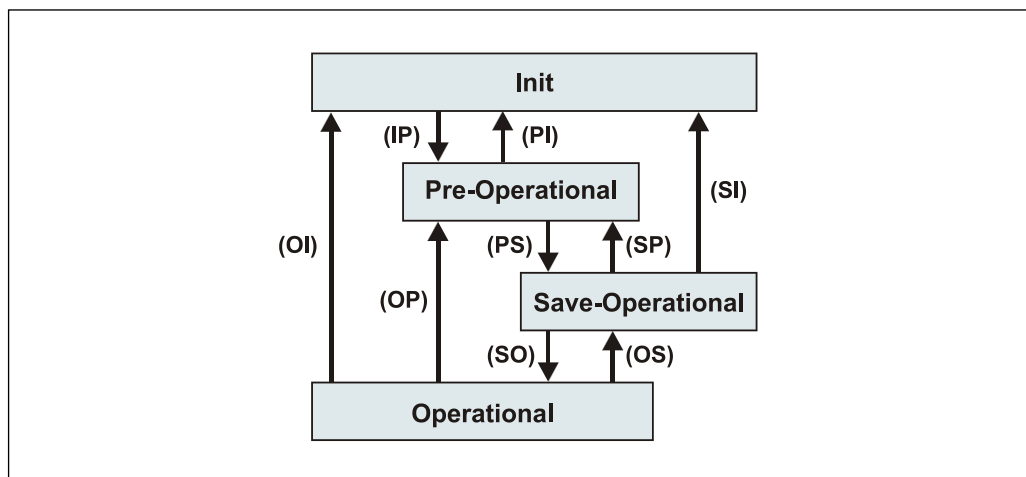 Init
(IP)
(PI)
Pre-Operational
(SI)
(OI)
(PS)
(SP)
(OP)
Save-Operational
(SO)
(OS)
Operational